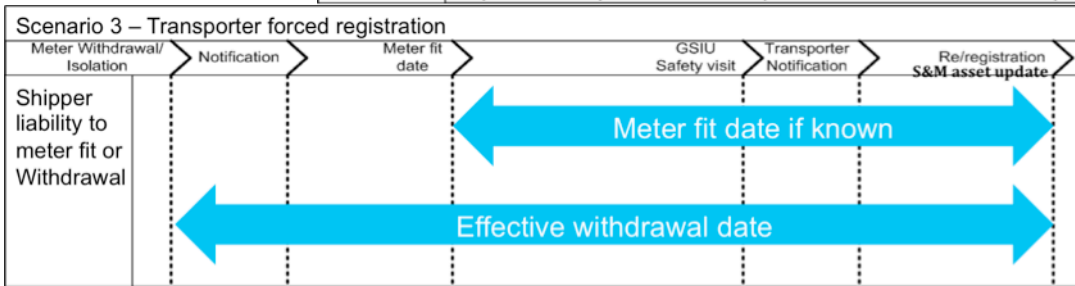 Scenario 3 – Transporter forced registration
Meter Withdrawal/
Isolation
Notification
Meter fit
date
GSIU
Safety visit
Transporter
Notification
Re/registration
S&M asset update
Shipper
liability to
meter fit or
Withdrawal
Meter fit date if known
Effective withdrawal date